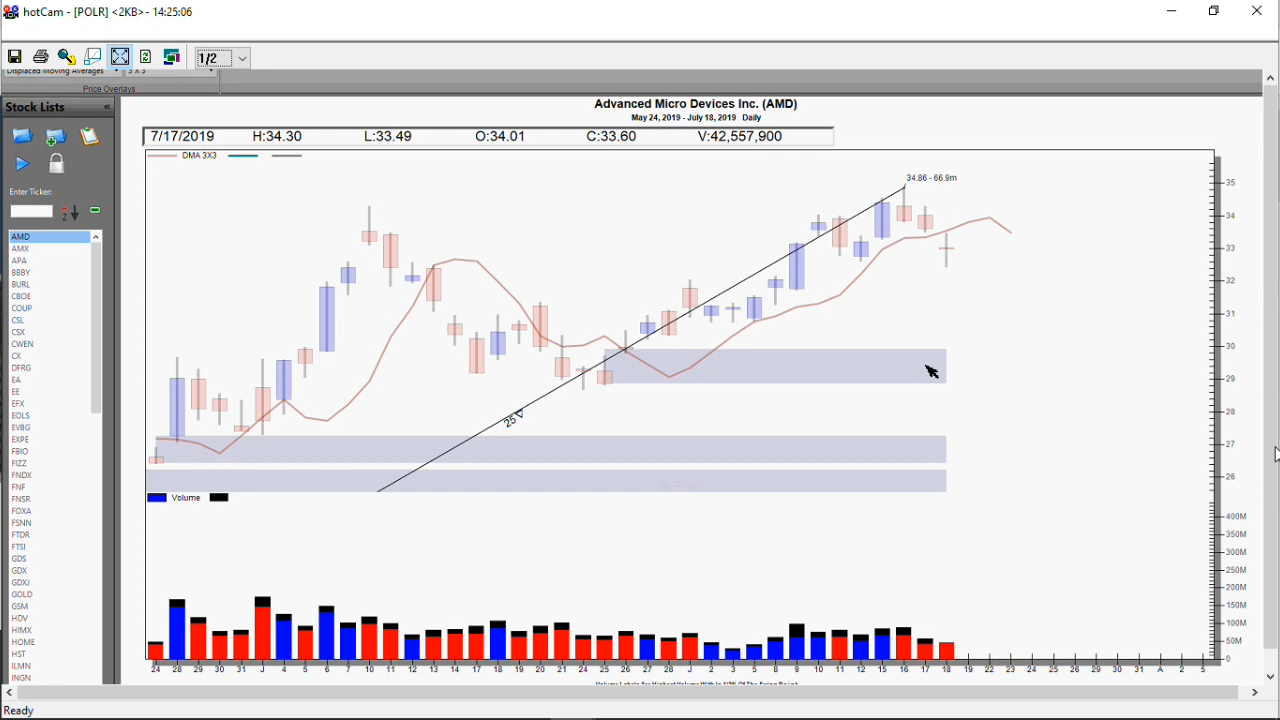 hotCam - [POLR] <2KB> - 14:25:06
1/2
Displaced Moving Averages 3 X 3
Price Overlays
Stock Lists «
Enter Ticker:
AMD
AMX
APA
BBBY
BURL
CBOE
COUP
CSL
CSX
CWEN
CX
DFRG
EA
EE
EFX
EOLS
EVBG
EXPE
FBIO
FIZZ
FNDX
FNF
FNSR
FOXA
FSNN
FTDR
FTSI
GDS
GDX
GDXJ
GOLD
GSM
HDV
HIMX
HOME
HST
ILMN
INGN
Advanced Micro Devices Inc. (AMD)
May 24, 2019 - July 18, 2019 Daily
7/17/2019 H:34.30 L:33.49 O:34.01 C:33.60 V:42,557,900
DMA 3X3
34.86 - 66.9m
25
35
34
33
32
31
30
29
28
27
26
Volume
400M
350M
300M
250M
200M
150M
100M
50M
0
24 28 29 30 31 J 4 5 6 7 10 11 12 13 14 17 18 19 20 21 24 25 26 27 28 J 2 3 5 8 9 10 11 12 15 16 17 18 19 22 23 24 25 26 29 30 31 A 2 5
Ready